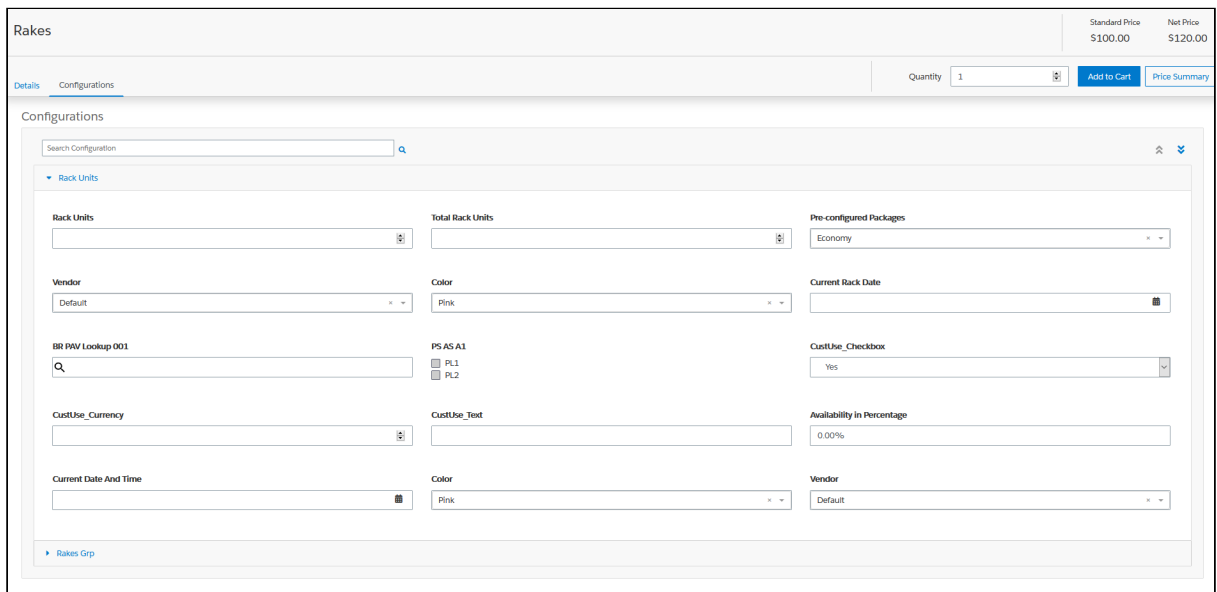 Rakes
Standard Price Net Price
$100.00 $120.00
Details Configurations Quantity 1 Add to Cart Price Summary
Configurations
Search Configuration
Rack Units
Rack Units Total Rack Units Pre-configured Packages
Economy
Vendor Color Current Rack Date
Default Pink
BR PAV Lookup 001 PS AS A1 CustUse_Checkbox
PL1 Yes
PL2
CustUse_Currency CustUse_Text Availability in Percentage
0.00%
Current Date And Time Color Vendor
Pink Default
Rakes Grp